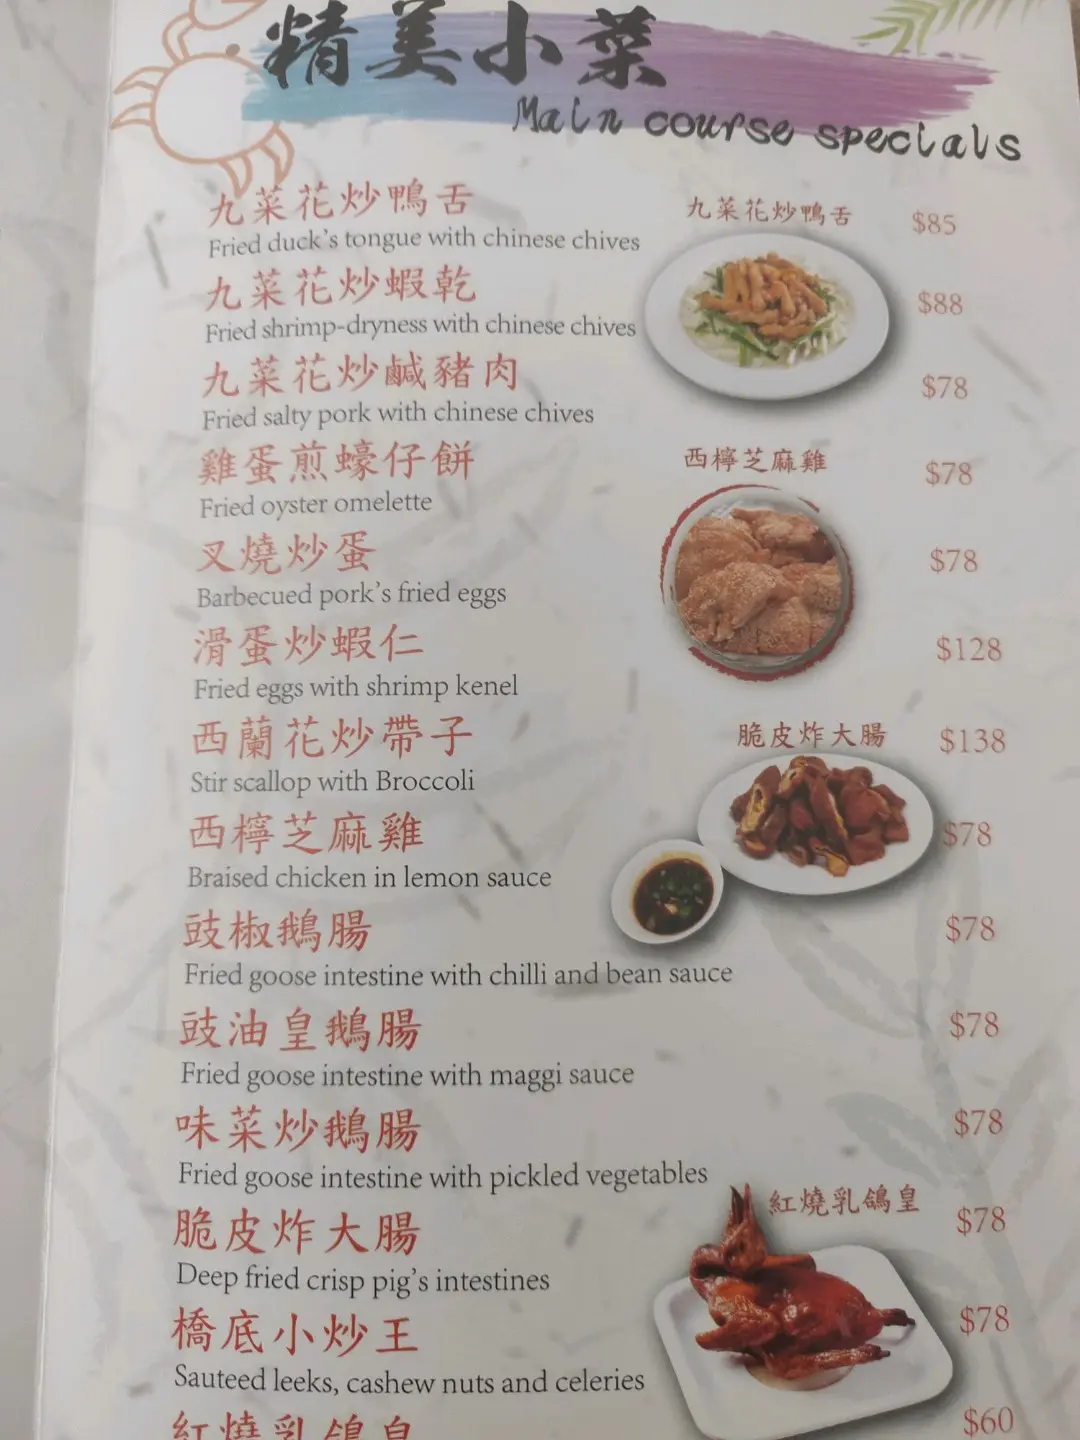 精美小菜
Main course specials
九菜花炒鴨舌
Fried duck's tongue with chinese chives
九菜花炒鴨舌
$85
九菜花炒蝦乾
Fried shrimp-dryness with chinese chives
$88
九菜花炒鹹豬肉
Fried salty pork with chinese chives
$78
雞蛋煎蠔仔餅
Fried oyster omelette
西檸芝麻雞
$78
叉燒炒蛋
Barbecued pork's fried eggs
$78
滑蛋炒蝦仁
Fried eggs with shrimp kenel
$128
西蘭花炒帶子
Stir scallop with Broccoli
脆皮炸大腸
$138
西檸芝麻雞
Braised chicken in lemon sauce
$78
豉椒鵝腸
Fried goose intestine with chilli and bean sauce
$78
豉油皇鵝腸
Fried goose intestine with maggi sauce
$78
味菜炒鵝腸
Fried goose intestine with pickled vegetables
$78
脆皮炸大腸
Deep fried crisp pig's intestines
紅燒乳鴿皇
$78
橋底小炒王
Sauteed leeks, cashew nuts and celeries
$78
紅燒乳鴿皇
$60